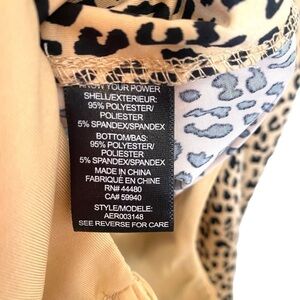 KNOW YOUR POWER
SHELL/EXTERIEUR:
95% POLYESTER/
POLIESTER
5% SPANDEX/SPANDEX
BOTTOM/BAS:
95% POLYESTER/
POLIESTER
5% SPANDEX/SPANDEX
MADE IN CHINA
FABRIQUÉ EN CHINE
RN# 44480
CA# 59940
STYLE/MODELE:
AER003148
SEE REVERSE FOR CARE